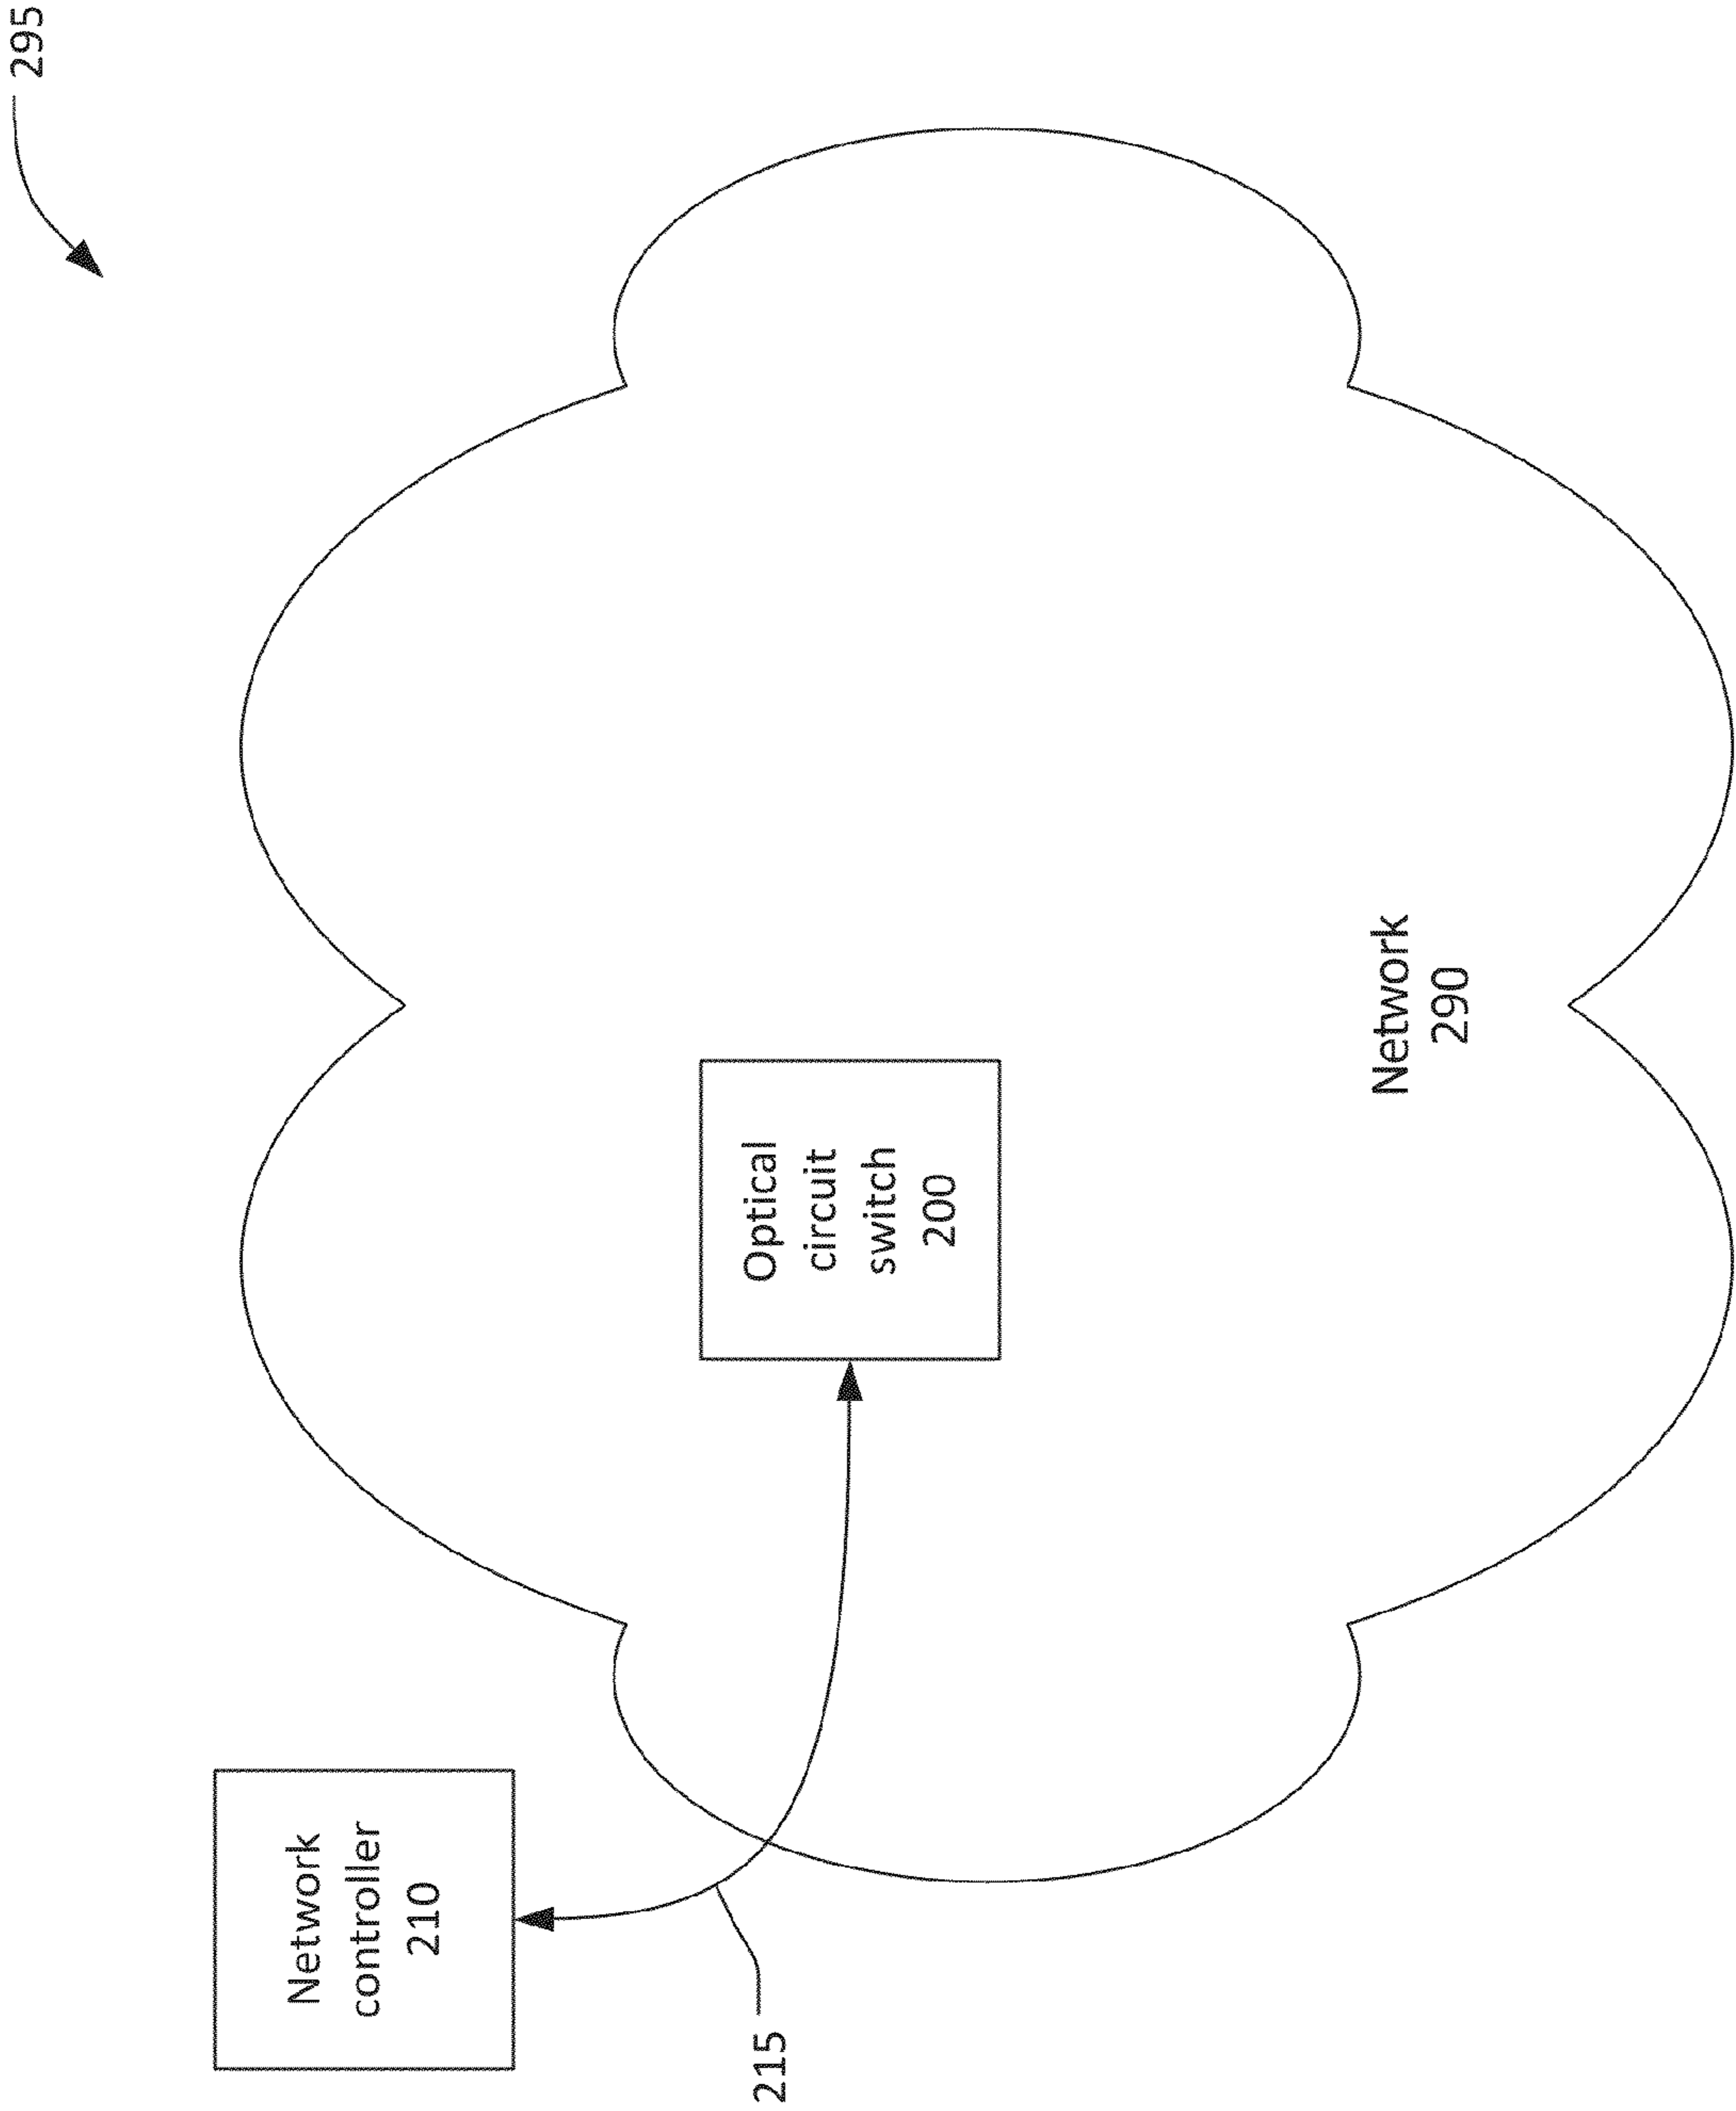 295
Network
controller
210
215
Optical
circuit
switch
200
Network
290